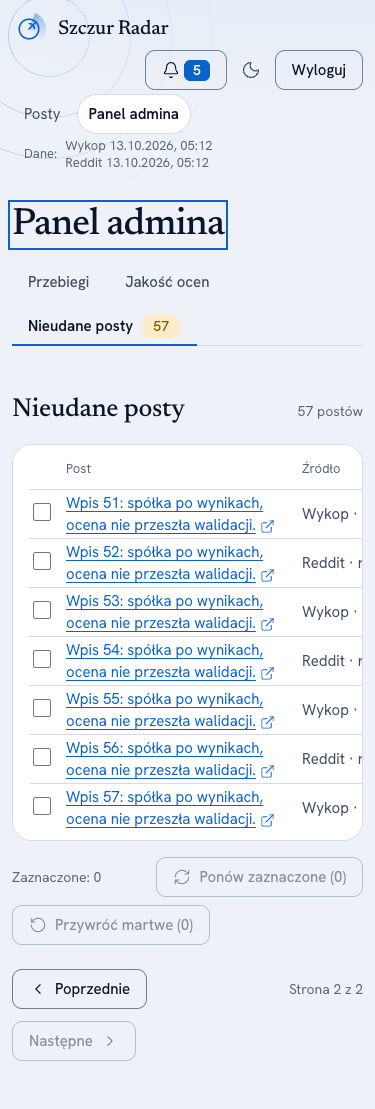 Szczur Radar
5
Wyloguj
Posty
Panel admina
Dane:
Wykop 13.10.2026, 05:12
Reddit 13.10.2026, 05:12
Panel admina
Przebiegi
Jakość ocen
Nieudane posty 57
Nieudane posty
57 postów
Post
Źródło
Wpis 51: spółka po wynikach,
ocena nie przeszła walidacji.
Wykop ·
Wpis 52: spółka po wynikach,
ocena nie przeszła walidacji.
Reddit ·
Wpis 53: spółka po wynikach,
ocena nie przeszła walidacji.
Wykop ·
Wpis 54: spółka po wynikach,
ocena nie przeszła walidacji.
Reddit ·
Wpis 55: spółka po wynikach,
ocena nie przeszła walidacji.
Wykop ·
Wpis 56: spółka po wynikach,
ocena nie przeszła walidacji.
Reddit ·
Wpis 57: spółka po wynikach,
ocena nie przeszła walidacji.
Wykop ·
Zaznaczone: 0
Ponów zaznaczone (0)
Przywróć martwe (0)
Poprzednie
Strona 2 z 2
Następne